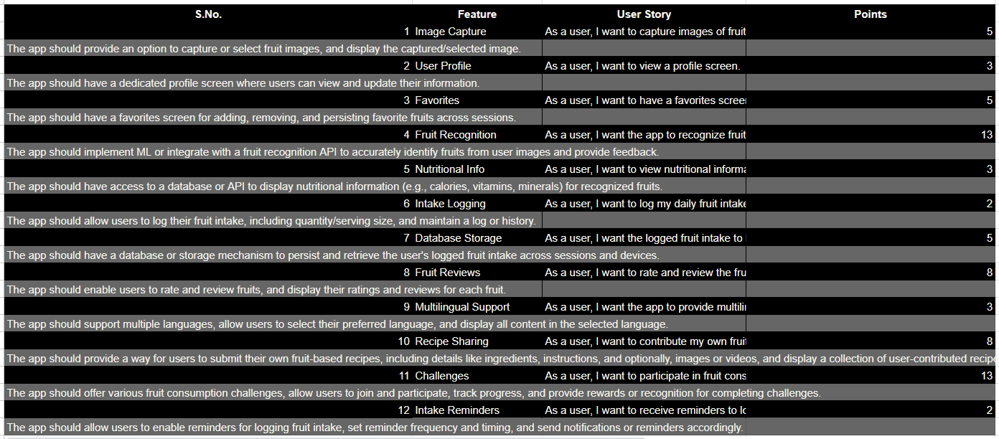 S.No. Feature User Story Points
1 Image Capture As a user, I want to capture images of fruit 5
The app should provide an option to capture or select fruit images, and display the captured/selected image.
2 User Profile As a user, I want to view a profile screen. 3
The app should have a dedicated profile screen where users can view and update their information.
3 Favorites As a user, I want to have a favorites scree 5
The app should have a favorites screen for adding, removing, and persisting favorite fruits across sessions.
4 Fruit Recognition As a user, I want the app to recognize fruit 13
The app should implement ML or integrate with a fruit recognition API to accurately identify fruits from user images and provide feedback.
5 Nutritional Info As a user, I want to view nutritional informa 3
The app should have access to a database or API to display nutritional information (e.g., calories, vitamins, minerals) for recognized fruits.
6 Intake Logging As a user, I want to log my daily fruit intake 2
The app should allow users to log their fruit intake, including quantity/serving size, and maintain a log or history.
7 Database Storage As a user, I want the logged fruit intake to 5
The app should have a database or storage mechanism to persist and retrieve the user's logged fruit intake across sessions and devices.
8 Fruit Reviews As a user, I want to rate and review the fru 8
The app should enable users to rate and review fruits, and display their ratings and reviews for each fruit.
9 Multilingual Support As a user, I want the app to provide multili 3
The app should support multiple languages, allow users to select their preferred language, and display all content in the selected language.
10 Recipe Sharing As a user, I want to contribute my own fruit 8
The app should provide a way for users to submit their own fruit-based recipes, including details like ingredients, instructions, and optionally, images or videos, and display a collection of user-contributed recipe
11 Challenges As a user, I want to participate in fruit cons 13
The app should offer various fruit consumption challenges, allow users to join and participate, track progress, and provide rewards or recognition for completing challenges.
12 Intake Reminders As a user, I want to receive reminders to lo 2
The app should allow users to enable reminders for logging fruit intake, set reminder frequency and timing, and send notifications or reminders accordingly.